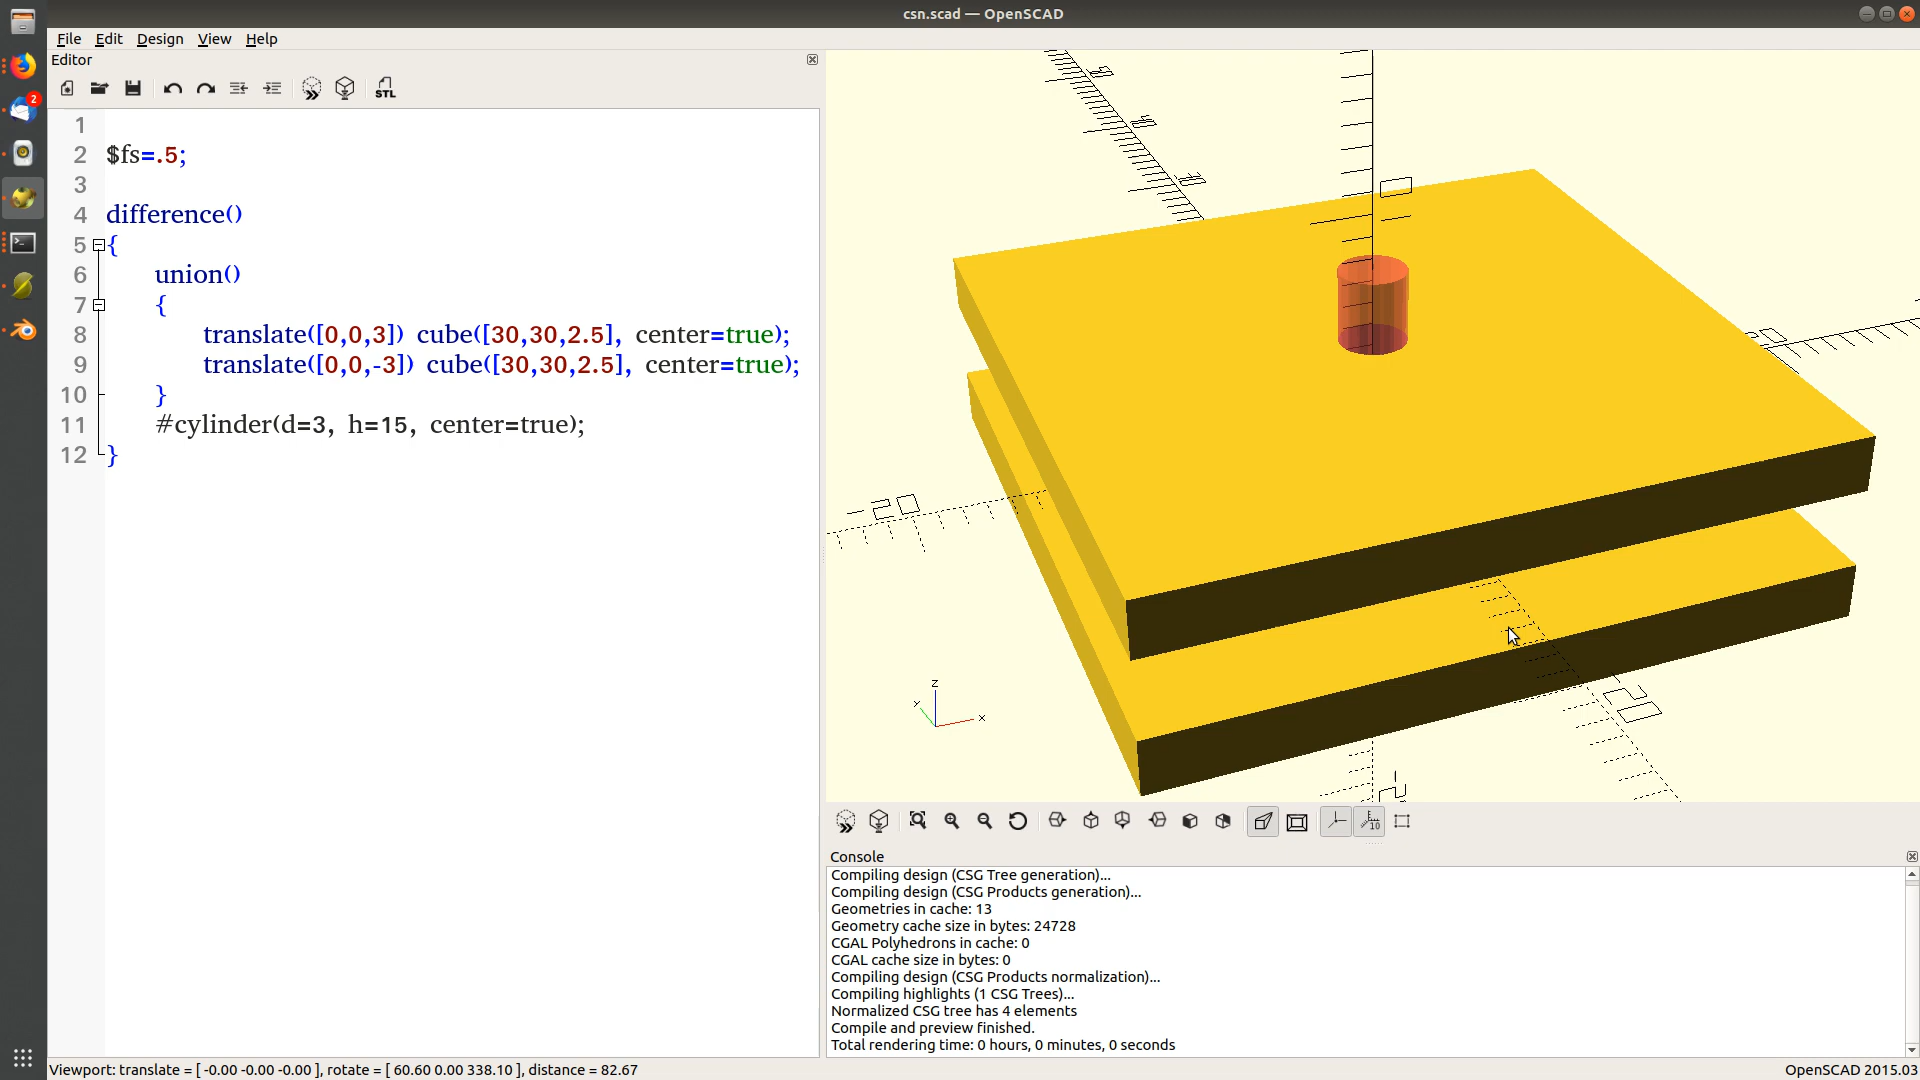 csn.scad — OpenSCAD
File Edit Design View Help
Editor
STL
1
2 $fs=.5;
3
4 difference()
5 {
6 union()
7 {
8 translate([0,0,3]) cube([30,30,2.5], center=true);
9 translate([0,0,-3]) cube([30,30,2.5], center=true);
10 }
11 #cylinder(d=3, h=15, center=true);
12 }
2
-20
z
y
x
10
Console
Compiling design (CSG Tree generation)...
Compiling design (CSG Products generation)...
Geometries in cache: 13
Geometry cache size in bytes: 24728
CGAL Polyhedrons in cache: 0
CGAL cache size in bytes: 0
Compiling design (CSG Products normalization)...
Compiling highlights (1 CSG Trees)...
Normalized CSG tree has 4 elements
Compile and preview finished.
Total rendering time: 0 hours, 0 minutes, 0 seconds
Viewport: translate = [ -0.00 -0.00 -0.00 ], rotate = [ 60.60 0.00 338.10 ], distance = 82.67
OpenSCAD 2015.03